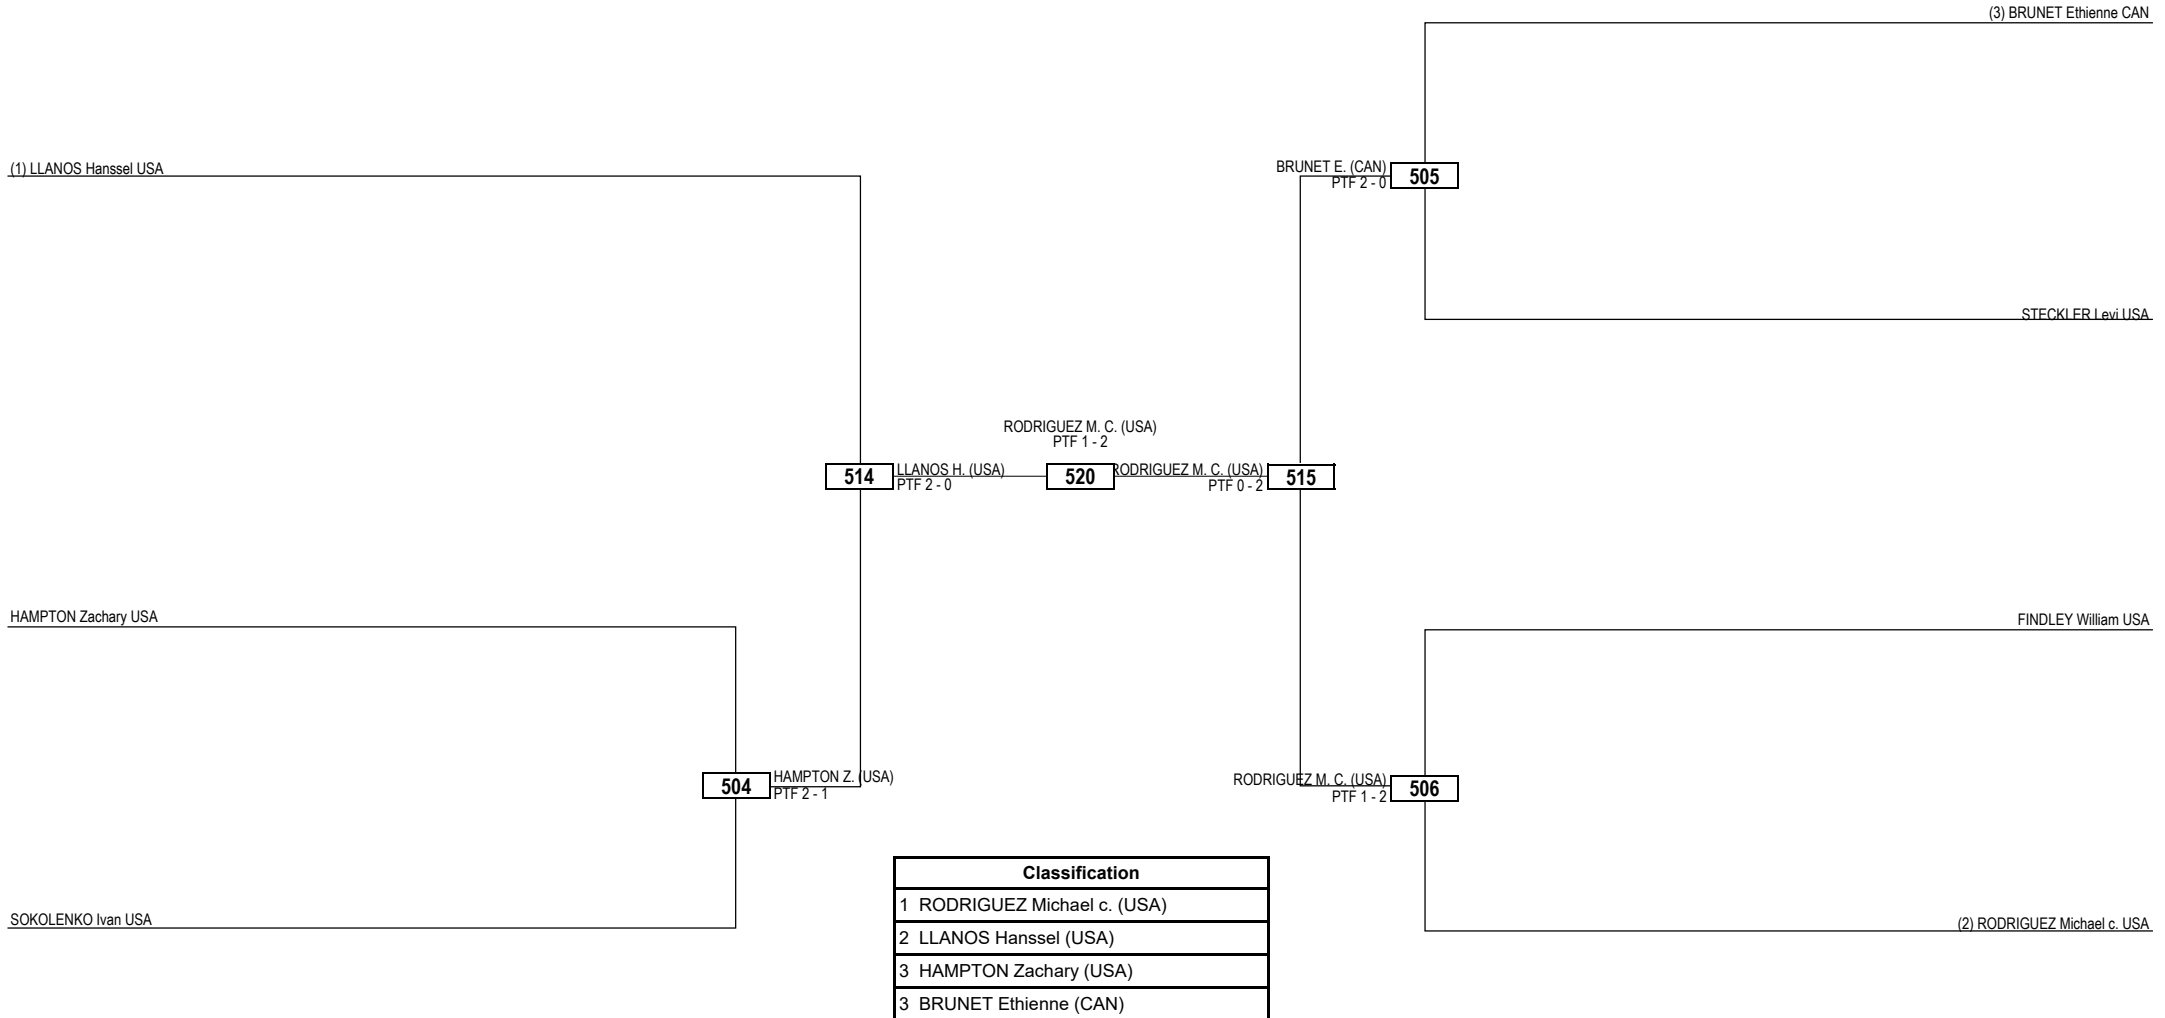 (3) BRUNET Ethienne CAN
(1) LLANOS Hanssel USA
BRUNET E. (CAN)
PTF 2 - 0
505
STECKLER Levi USA
RODRIGUEZ M. C. (USA)
PTF 1 - 2
514
LLANOS H. (USA)
PTF 2 - 0
520
RODRIGUEZ M. C. (USA)
PTF 0 - 2
515
HAMPTON Zachary USA
FINDLEY William USA
504
HAMPTON Z. (USA)
PTF 2 - 1
RODRIGUEZ M. C. (USA)
PTF 1 - 2
506
SOKOLENKO Ivan USA
(2) RODRIGUEZ Michael c. USA
Classification
1 RODRIGUEZ Michael c. (USA)
2 LLANOS Hanssel (USA)
3 HAMPTON Zachary (USA)
3 BRUNET Ethienne (CAN)